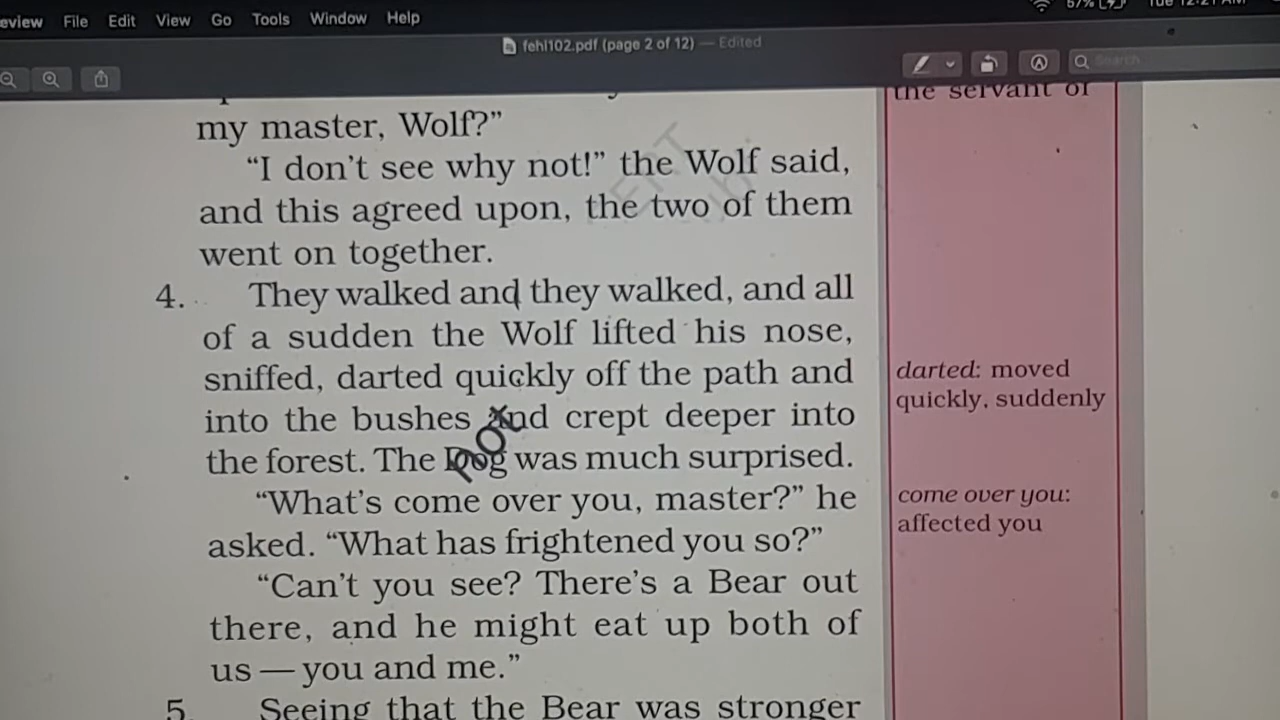 eview File Edit View Go Tools Window Help
57% Tue 12:21 AM
fehl102.pdf (page 2 of 12) — Edited
Search
the servant of
my master, Wolf?”
“I don’t see why not!” the Wolf said,
and this agreed upon, the two of them
went on together.
4. They walked and they walked, and all
of a sudden the Wolf lifted his nose,
sniffed, darted quickly off the path and
into the bushes and crept deeper into
the forest. The Dog was much surprised.
“What’s come over you, master?” he
asked. “What has frightened you so?”
“Can’t you see? There’s a Bear out
there, and he might eat up both of
us — you and me.”
5. Seeing that the Bear was stronger
darted: moved
quickly, suddenly
come over you:
affected you
not